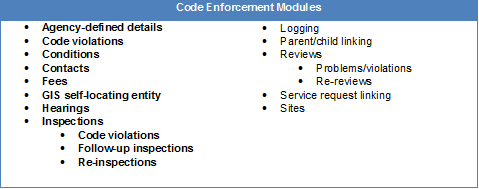 Code Enforcement Modules
Agency-defined details
Code violations
Conditions
Contacts
Fees
GIS self-locating entity
Hearings
Inspections
Code violations
Follow-up inspections
Re-inspections
Logging
Parent/child linking
Reviews
Problems/violations
Re-reviews
Service request linking
Sites